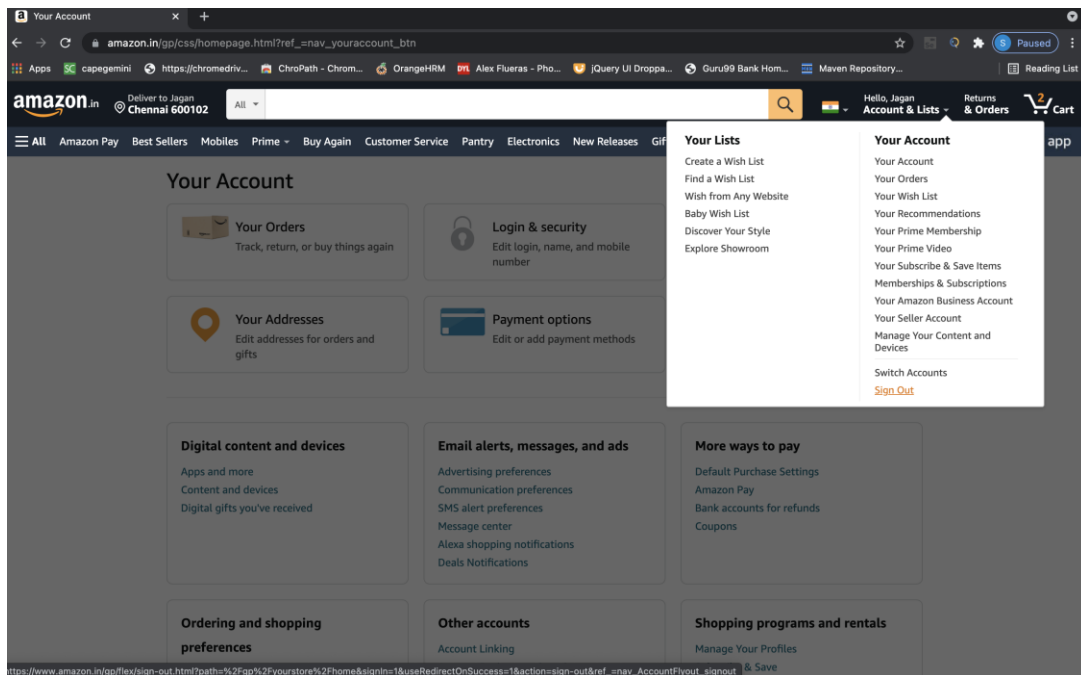 a Your Account × +
amazon.in/gp/css/homepage.html?ref_=nav_youraccount_btn
S Paused
Apps SC capegemini https://chromedriv... ChroPath - Chrom... OrangeHRM Alex Flueras - Pho... jQuery UI Droppa... Guru99 Bank Hom... Maven Repository... Reading List
amazon.in
Deliver to Jagan
Chennai 600102
All
Hello, Jagan
Account & Lists
Returns
& Orders
2
Cart
All Amazon Pay Best Sellers Mobiles Prime Buy Again Customer Service Pantry Electronics New Releases Gif app
Your Lists
Create a Wish List
Find a Wish List
Wish from Any Website
Baby Wish List
Discover Your Style
Explore Showroom
Your Account
Your Account
Your Orders
Your Wish List
Your Recommendations
Your Prime Membership
Your Prime Video
Your Subscribe & Save Items
Memberships & Subscriptions
Your Amazon Business Account
Your Seller Account
Manage Your Content and
Devices
Switch Accounts
Sign Out
Your Account
Your Orders
Track, return, or buy things again
Login & security
Edit login, name, and mobile
number
Your Addresses
Edit addresses for orders and
gifts
Payment options
Edit or add payment methods
Digital content and devices
Apps and more
Content and devices
Digital gifts you've received
Email alerts, messages, and ads
Advertising preferences
Communication preferences
SMS alert preferences
Message center
Alexa shopping notifications
Deals Notifications
More ways to pay
Default Purchase Settings
Amazon Pay
Bank accounts for refunds
Coupons
Ordering and shopping
preferences
Other accounts
Account Linking
Shopping programs and rentals
Manage Your Profiles
& Save
ttps://www.amazon.in/gp/flex/sign-out.html?path=%2Fgp%2Fyourstore%2Fhome&signIn=1&useRedirectOnSuccess=1&action=sign-out&ref_=nav_AccountFlyout_signout